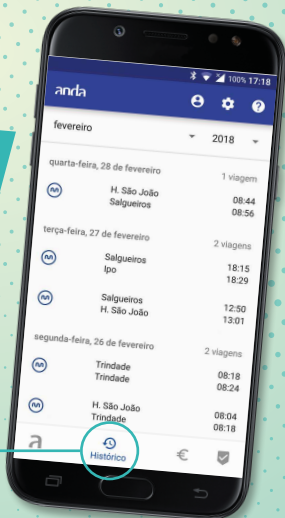 100% 17:18
anda
fevereiro 2018
quarta-feira, 28 de fevereiro 1 viagem
H. São João 08:44
Salgueiros 08:56
terça-feira, 27 de fevereiro 2 viagens
Salgueiros 18:15
Ipo 18:29
Salgueiros 12:50
H. São João 13:01
segunda-feira, 26 de fevereiro 2 viagens
Trindade 08:18
Trindade 08:24
H. São João 08:04
Trindade 08:18
a Histórico €